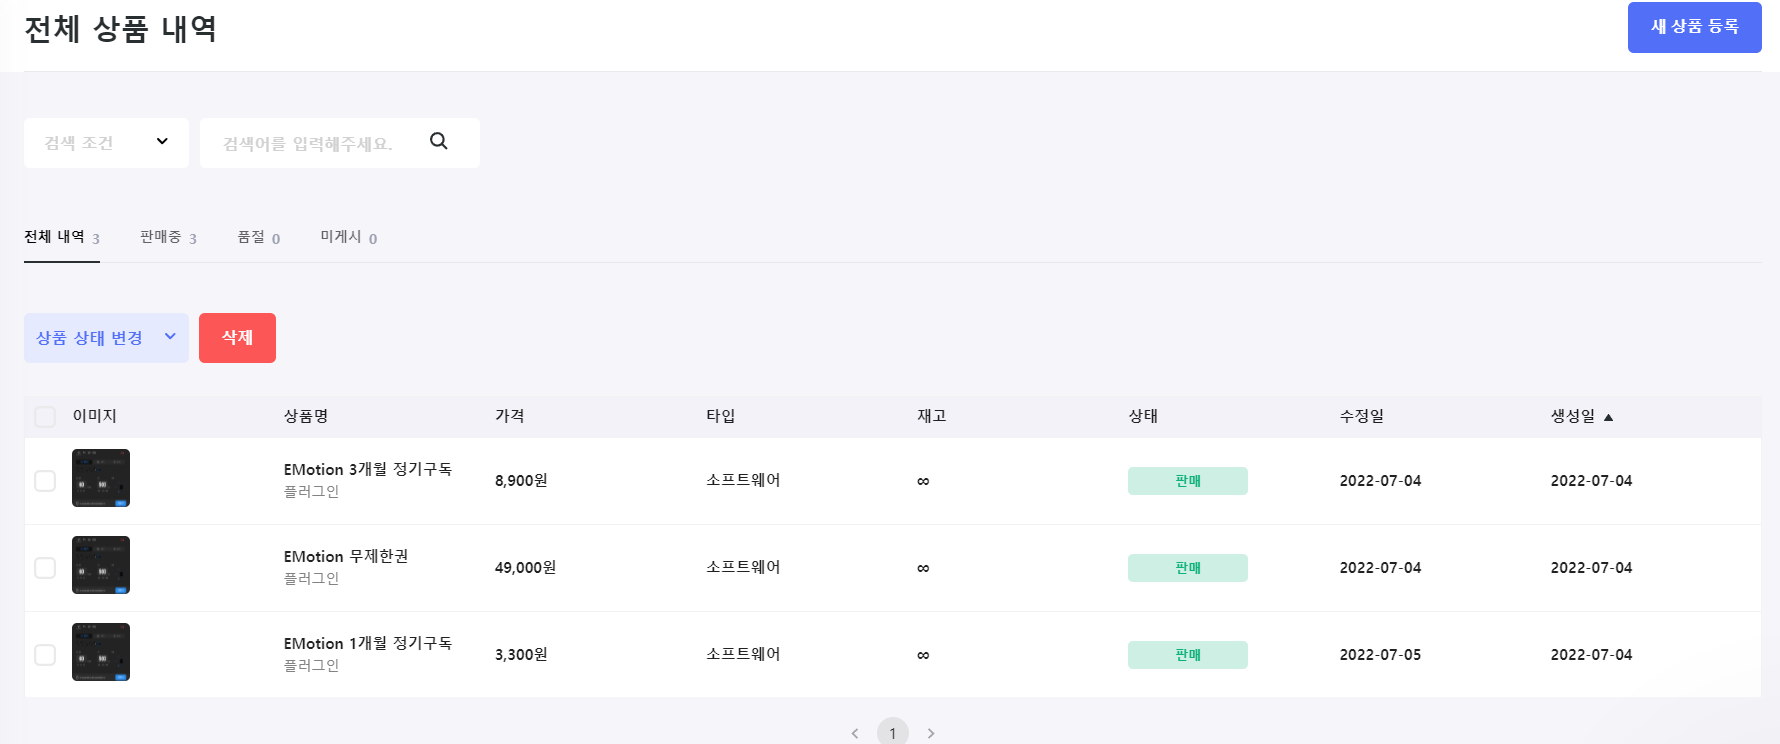 전체 상품 내역
새 상품 등록
검색 조건
검색어를 입력해주세요.
전체 내역 3 판매중 3 품절 0 미게시 0
상품 상태 변경 삭제
이미지 상품명 가격 타입 재고 상태 수정일 생성일 ▲
EMotion 3개월 정기구독
플러그인
8,900원 소프트웨어 ∞ 판매 2022-07-04 2022-07-04
EMotion 무제한권
플러그인
49,000원 소프트웨어 ∞ 판매 2022-07-04 2022-07-04
EMotion 1개월 정기구독
플러그인
3,300원 소프트웨어 ∞ 판매 2022-07-05 2022-07-04
1